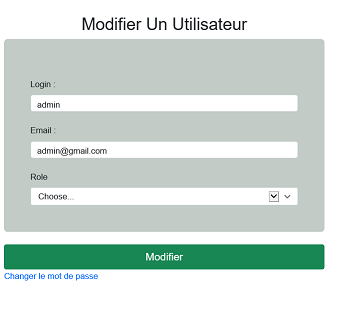 Modifier Un Utilisateur
Login :
admin
Email :
admin@gmail.com
Role
Choose...
Modifier
Changer le mot de passe